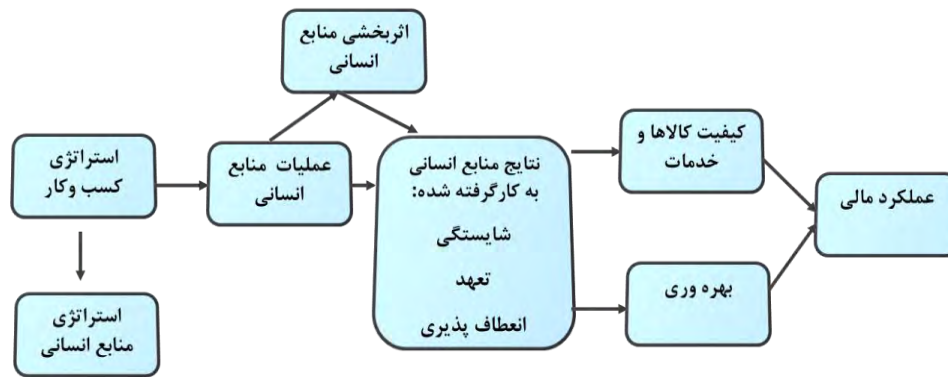 اثربخشی منابع
انسانی
استراتژی
کسب وکار
عملیات منابع
انسانی
نتایج منابع انسانی
به کارگرفته شده:
شایستگی
تعهد
انعطاف پذیری
کیفیت کالاها و
خدمات
عملکرد مالی
بهره وری
استراتژی
منابع انسانی